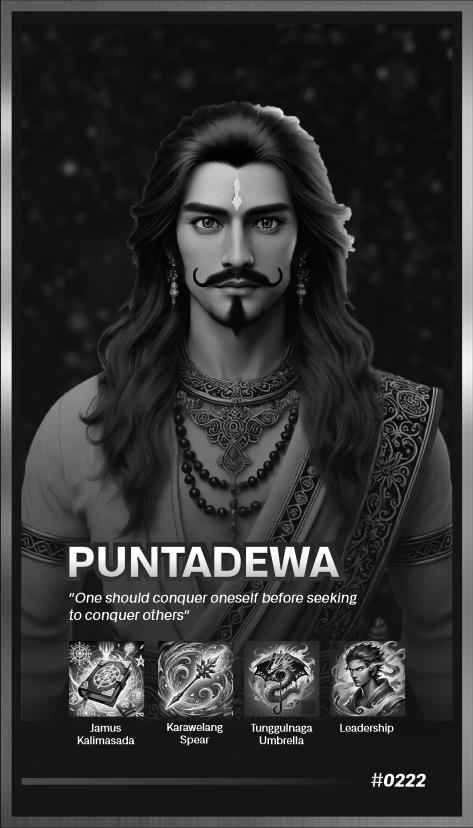 PUNTADEWA
"One should conquer oneself before seeking
to conquer others"
Jamus
Kalimasada
Karawelang
Spear
Tunggulnaga
Umbrella
Leadership
#0222